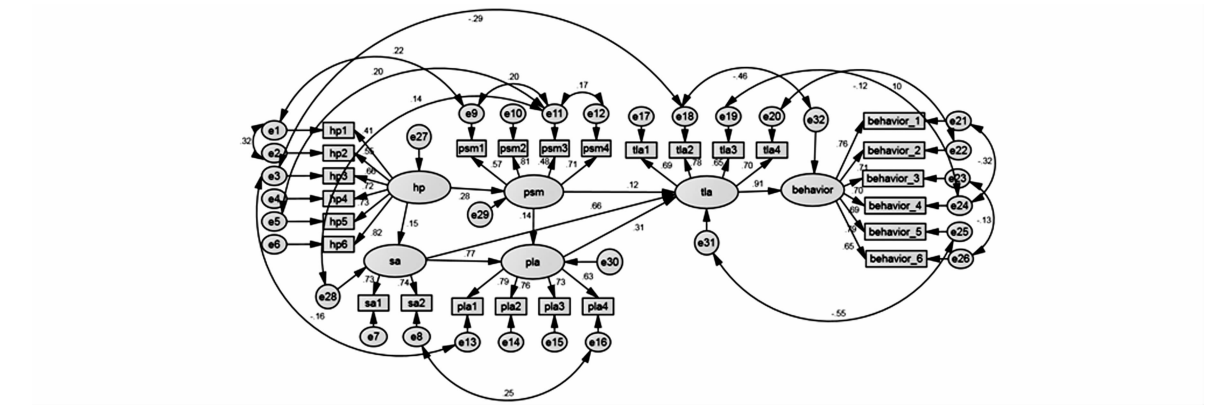 -.29
.22
.20
.14
.20
.17
-.46
-.12
.10
e9
e10
e11
e12
e17
e18
e19
e20
e32
e21
e1
hp1
.41
e27
psm1
psm2
psm3
psm4
tla1
tla2
tla3
tla4
behavior_1
.32
e2
hp2
.55
.57
.81
.48
.71
.69
.78
.65
.70
.76
behavior_2
e22
-.32
e3
hp3
.66
.71
behavior_3
e23
e4
hp4
.72
hp
.28
psm
.12
tla
.91
behavior
.70
behavior_4
e24
e5
hp5
.73
e29
.14
.66
.69
behavior_5
e25
-.13
e6
hp6
.82
.15
.31
e31
.65
behavior_6
e26
sa
.77
pla
e30
e28
.73
.74
.79
.76
.73
.63
-.16
sa1
sa2
pla1
pla2
pla3
pla4
-.55
e7
e8
e13
e14
e15
e16
.25